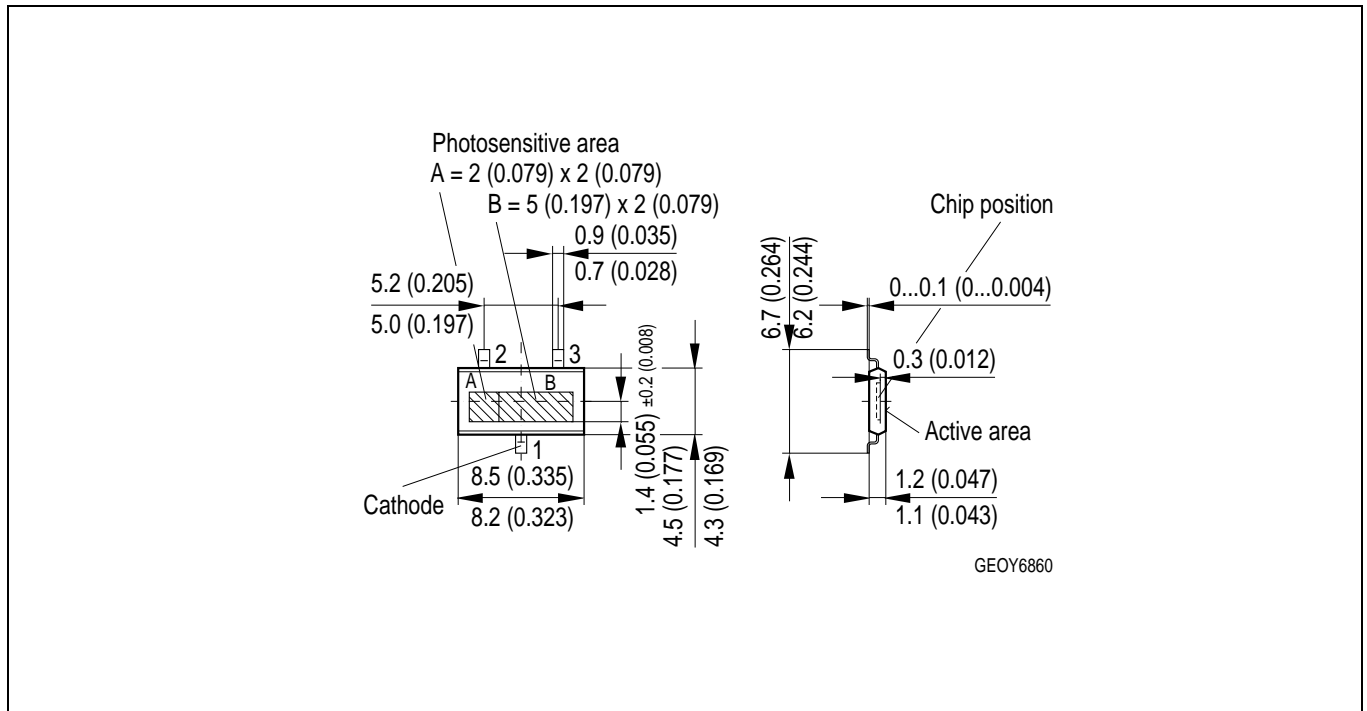 Photosensitive area
A = 2 (0.079) x 2 (0.079)
B = 5 (0.197) x 2 (0.079)
0.9 (0.035)
0.7 (0.028)
5.2 (0.205)
5.0 (0.197)
2
3
A
B
1
Cathode
8.5 (0.335)
8.2 (0.323)
1.4 (0.055) ±0.2 (0.008)
4.5 (0.177)
4.3 (0.169)
Chip position
6.7 (0.264)
6.2 (0.244)
0...0.1 (0...0.004)
0.3 (0.012)
Active area
1.2 (0.047)
1.1 (0.043)
GEOY6860